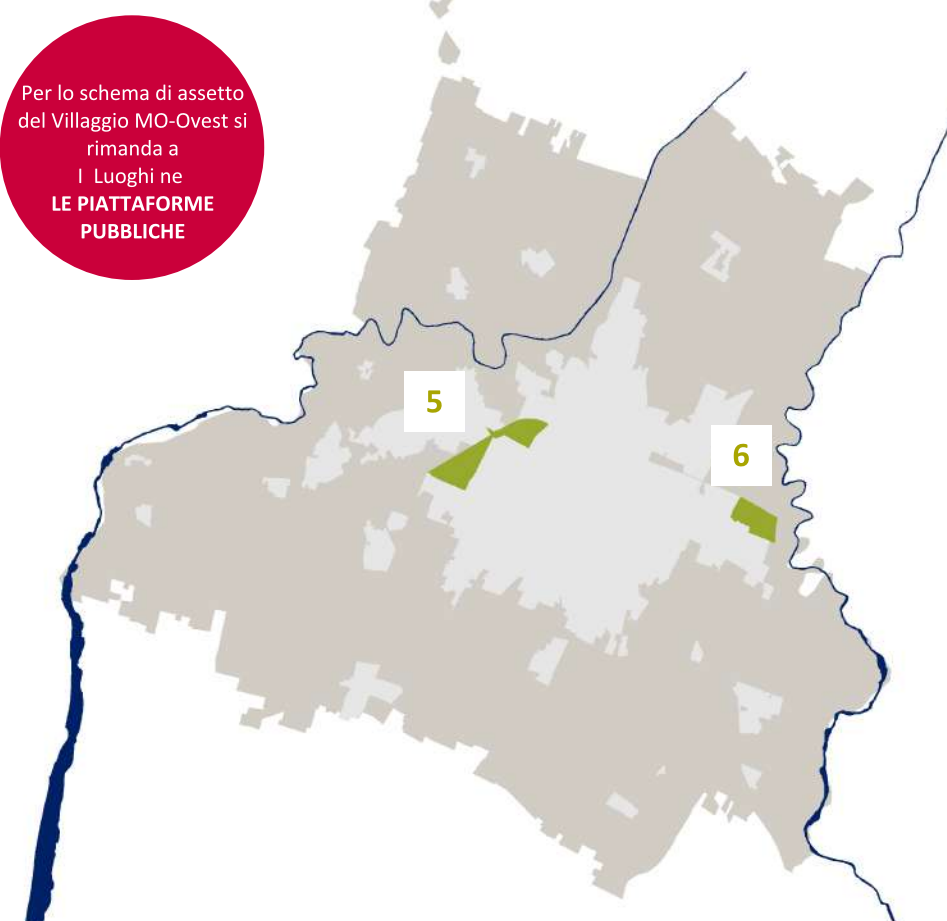 Per lo schema di assetto
del Villaggio MO-Ovest si
rimanda a
I Luoghi ne
LE PIATTAFORME
PUBBLICHE
5
6